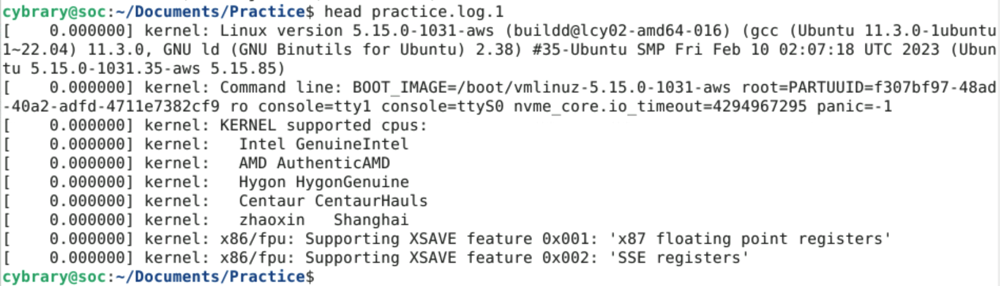 cybrary@soc:~/Documents/Practice$ head practice.log.1
[    0.000000] kernel: Linux version 5.15.0-1031-aws (buildd@lcy02-amd64-016) (gcc (Ubuntu 11.3.0-1ubuntu
1~22.04) 11.3.0, GNU ld (GNU Binutils for Ubuntu) 2.38) #35-Ubuntu SMP Fri Feb 10 02:07:18 UTC 2023 (Ubun
tu 5.15.0-1031.35-aws 5.15.85)
[    0.000000] kernel: Command line: BOOT_IMAGE=/boot/vmlinuz-5.15.0-1031-aws root=PARTUUID=f307bf97-48ad
-40a2-adfd-4711e7382cf9 ro console=tty1 console=ttyS0 nvme_core.io_timeout=4294967295 panic=-1
[    0.000000] kernel: KERNEL supported cpus:
[    0.000000] kernel:   Intel GenuineIntel
[    0.000000] kernel:   AMD AuthenticAMD
[    0.000000] kernel:   Hygon HygonGenuine
[    0.000000] kernel:   Centaur CentaurHauls
[    0.000000] kernel:   zhaoxin   Shanghai
[    0.000000] kernel: x86/fpu: Supporting XSAVE feature 0x001: 'x87 floating point registers'
[    0.000000] kernel: x86/fpu: Supporting XSAVE feature 0x002: 'SSE registers'
cybrary@soc:~/Documents/Practice$